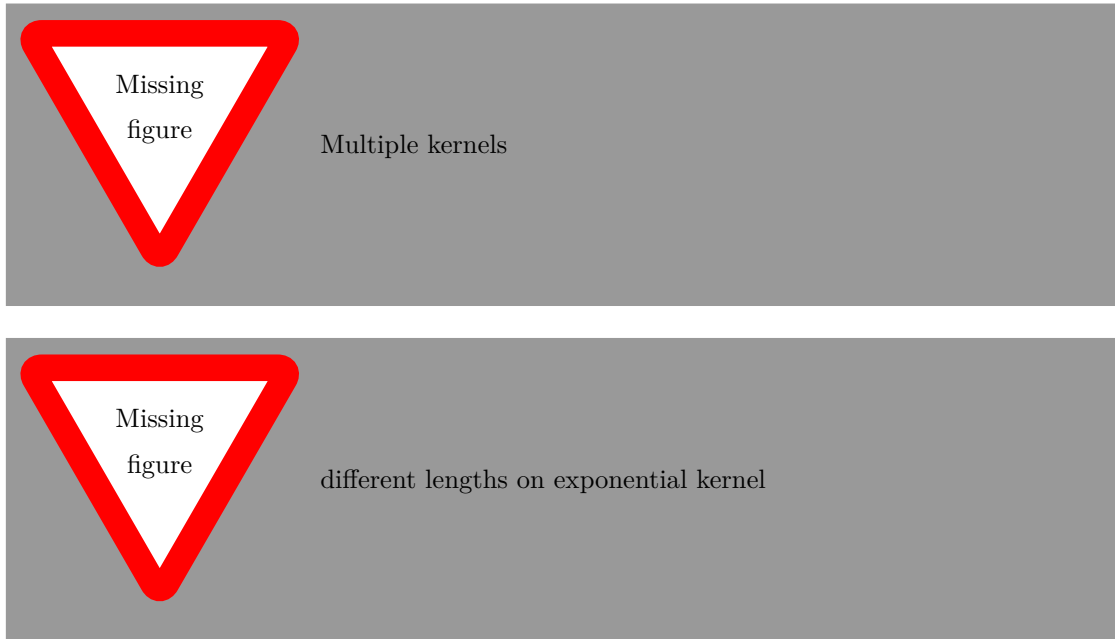 Missing
figure
Multiple kernels
Missing
figure
different lengths on exponential kernel